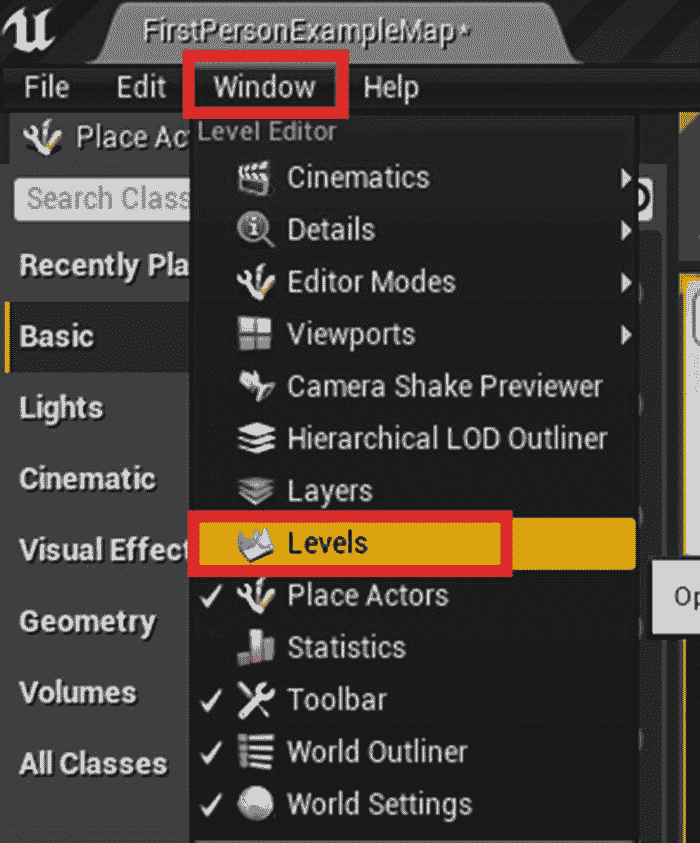 FirstPersonExampleMap*
File Edit Window Help
Place Ac
Search Clas
Recently Pla
Basic
Lights
Cinematic
Visual Effect
Geometry
Volumes
All Classes
Level Editor
Cinematics
Details
Editor Modes
Viewports
Camera Shake Previewer
Hierarchical LOD Outliner
Layers
Levels
Place Actors
Statistics
Toolbar
World Outliner
World Settings
Op